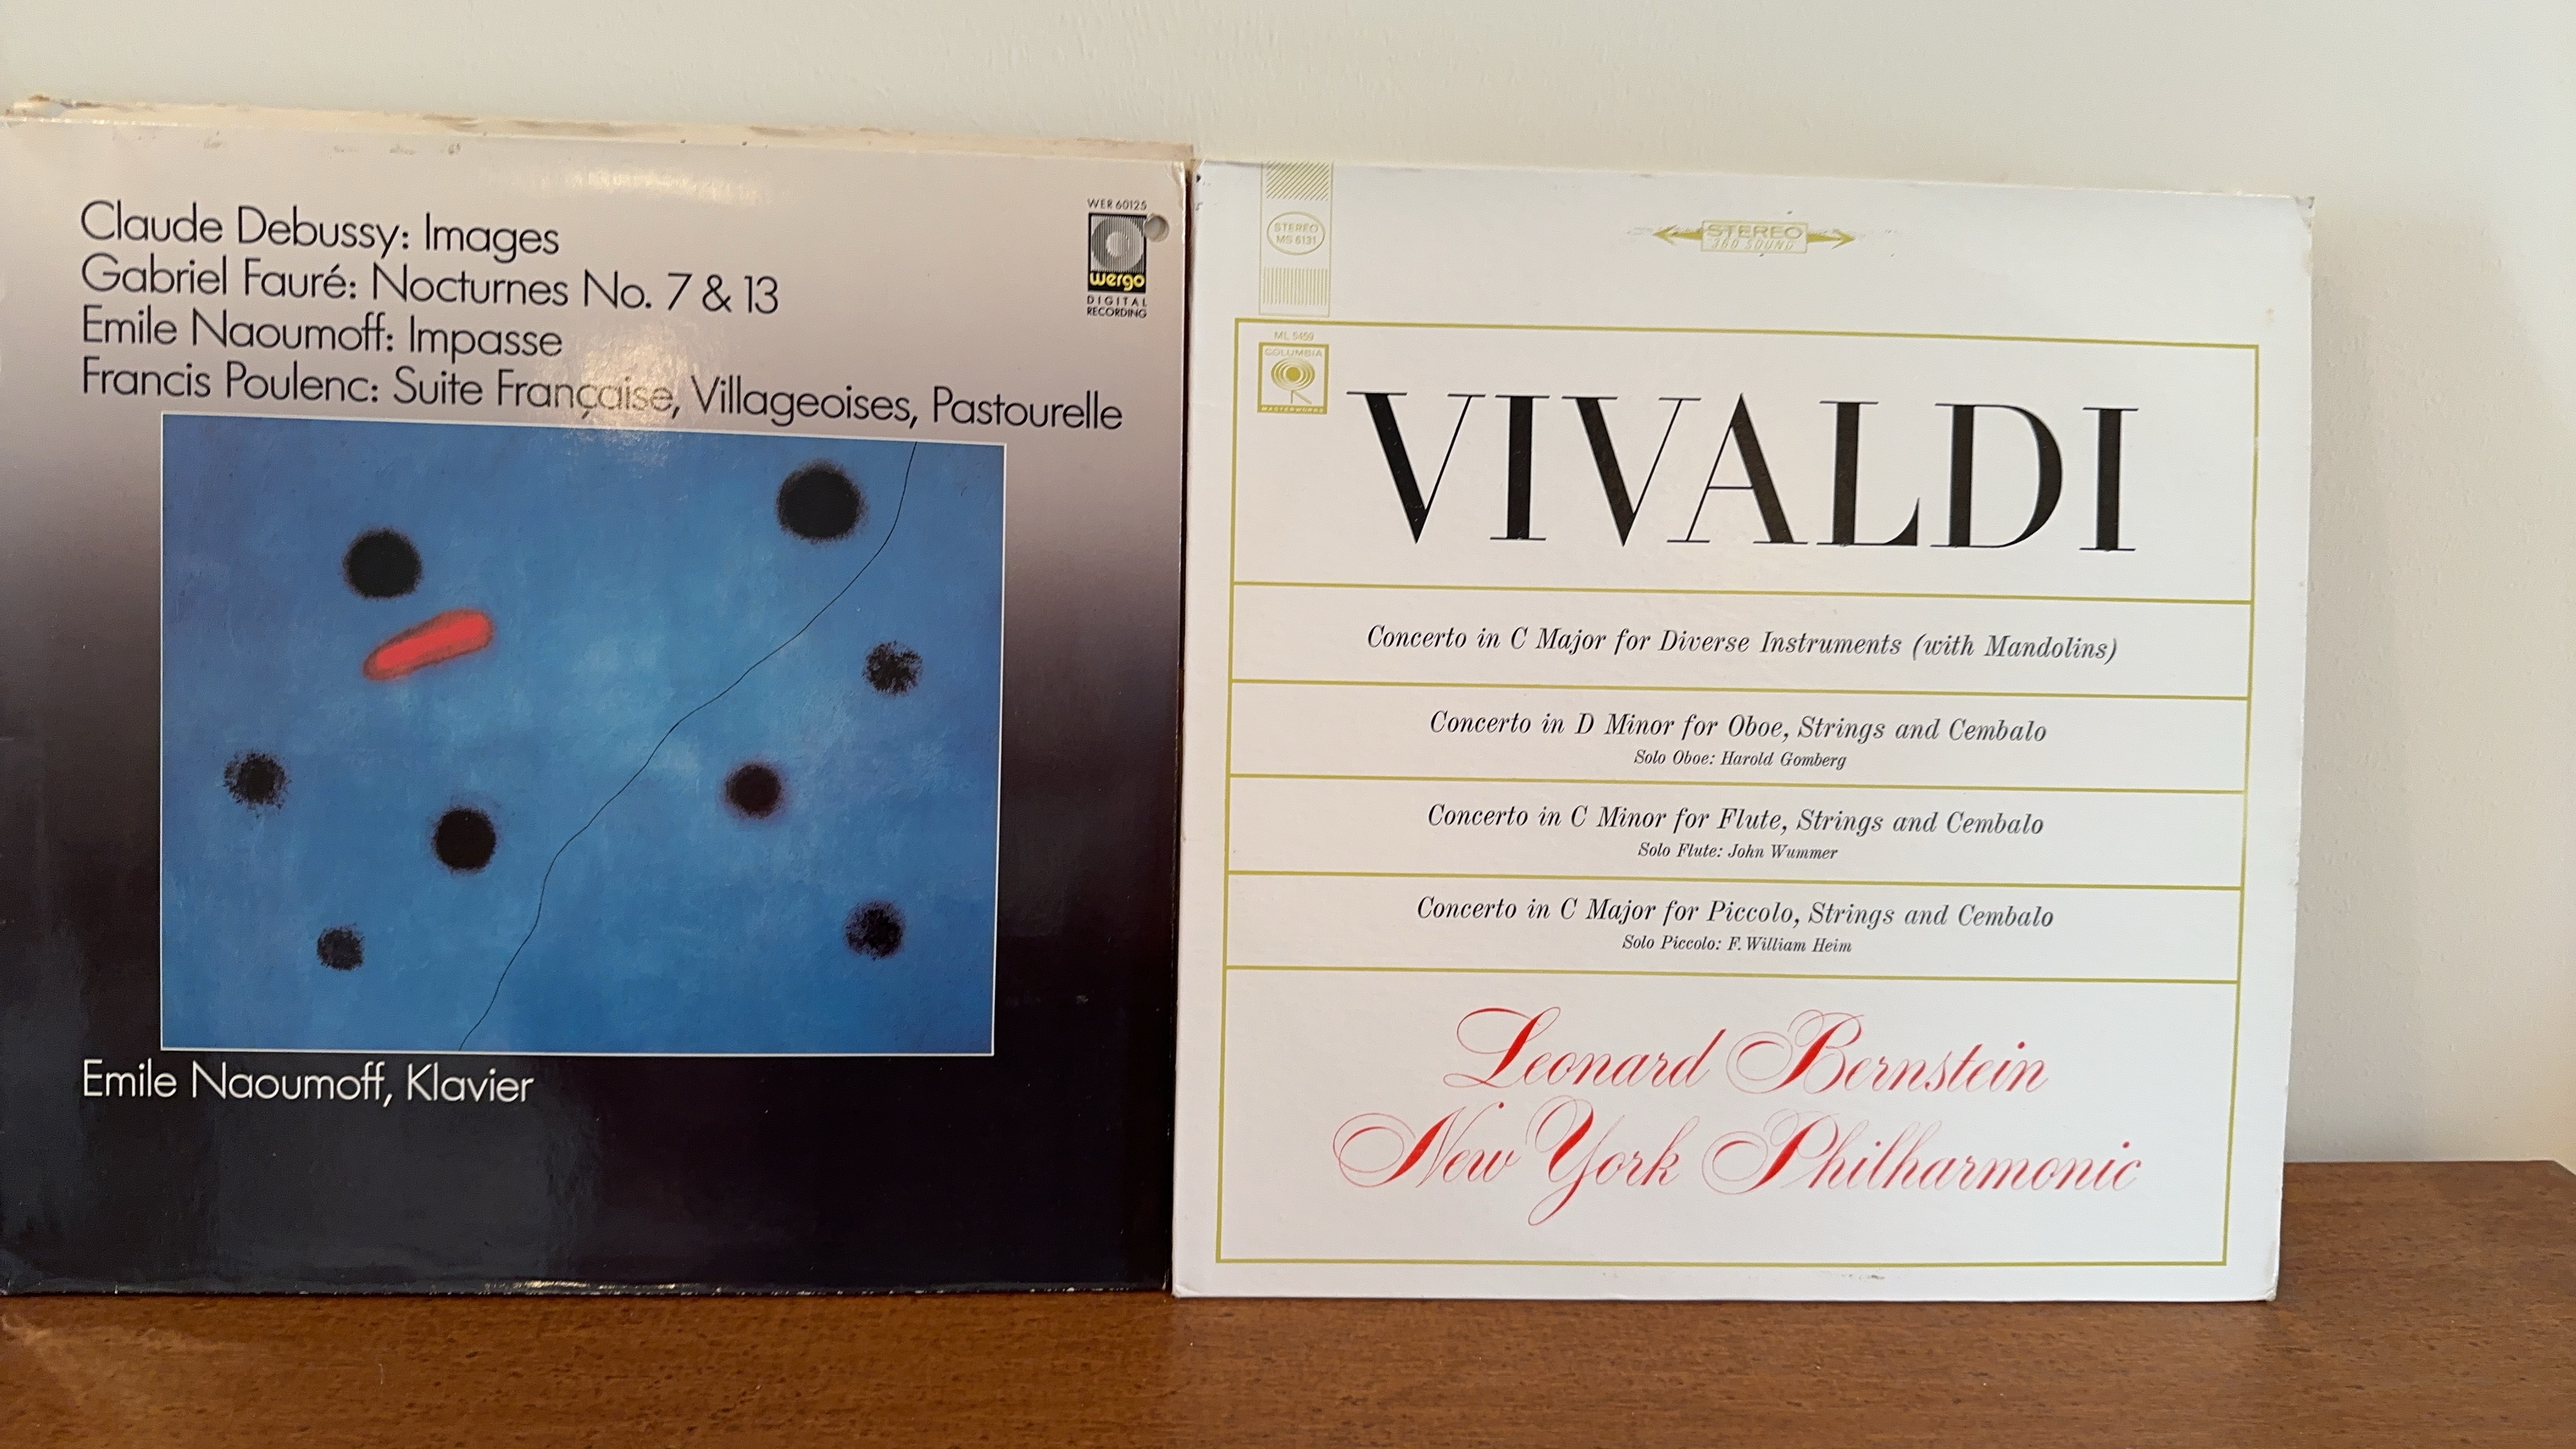 Claude Debussy: Images
Gabriel Fauré: Nocturnes No. 7 & 13
Emile Naoumoff: Impasse
Francis Poulenc: Suite Française, Villageoises, Pastourelle
WER 60125
wergo
DIGITAL
RECORDING
Emile Naoumoff, Klavier
STEREO
MS 6131
STEREO
360 SOUND
ML 5459
COLUMBIA
MASTERWORKS
VIVALDI
Concerto in C Major for Diverse Instruments (with Mandolins)
Concerto in D Minor for Oboe, Strings and Cembalo
Solo Oboe: Harold Gomberg
Concerto in C Minor for Flute, Strings and Cembalo
Solo Flute: John Wummer
Concerto in C Major for Piccolo, Strings and Cembalo
Solo Piccolo: F. William Heim
Leonard Bernstein
New York Philharmonic